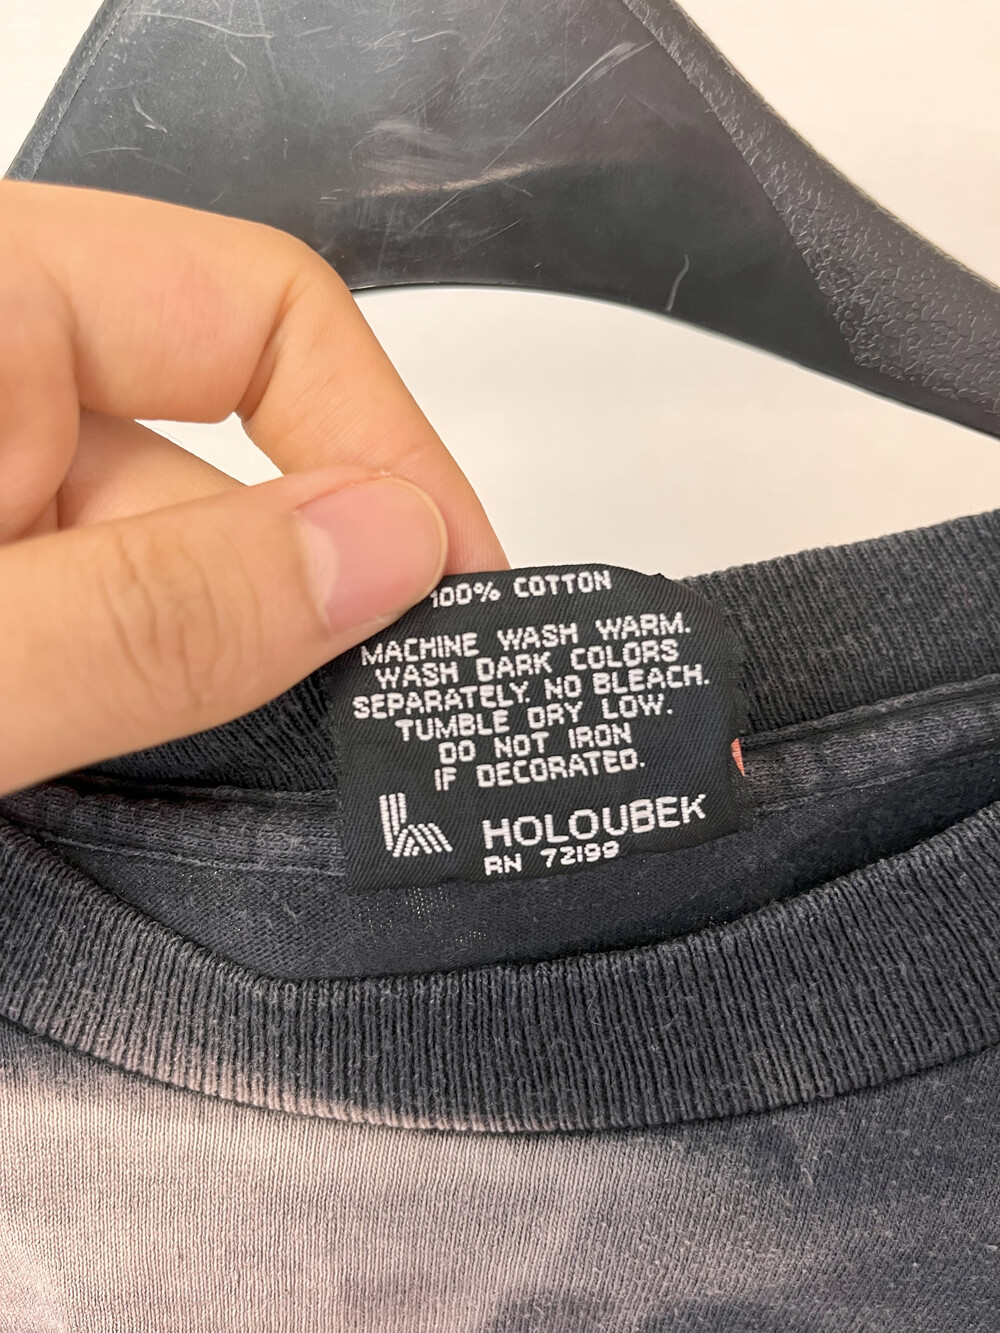 100% COTTON
MACHINE WASH WARM.
WASH DARK COLORS
SEPARATELY. NO BLEACH.
TUMBLE DRY LOW.
DO NOT IRON
IF DECORATED.
HOLOUBEK
RN 72199